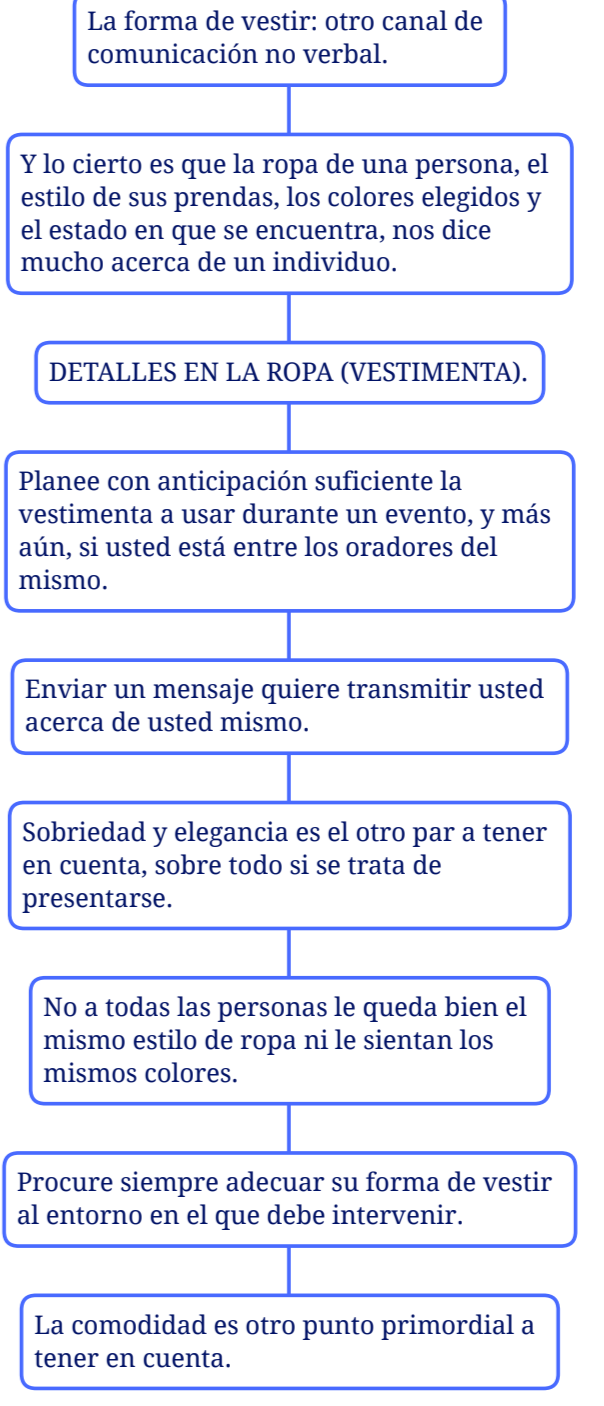 La forma de vestir: otro canal de
comunicación no verbal.
Y lo cierto es que la ropa de una persona, el
estilo de sus prendas, los colores elegidos y
el estado en que se encuentra, nos dice
mucho acerca de un individuo.
DETALLES EN LA ROPA (VESTIMENTA).
Planee con anticipación suficiente la
vestimenta a usar durante un evento, y más
aún, si usted está entre los oradores del
mismo.
Enviar un mensaje quiere transmitir usted
acerca de usted mismo.
Sobriedad y elegancia es el otro par a tener
en cuenta, sobre todo si se trata de
presentarse.
No a todas las personas le queda bien el
mismo estilo de ropa ni le sientan los
mismos colores.
Procure siempre adecuar su forma de vestir
al entorno en el que debe intervenir.
La comodidad es otro punto primordial a
tener en cuenta.